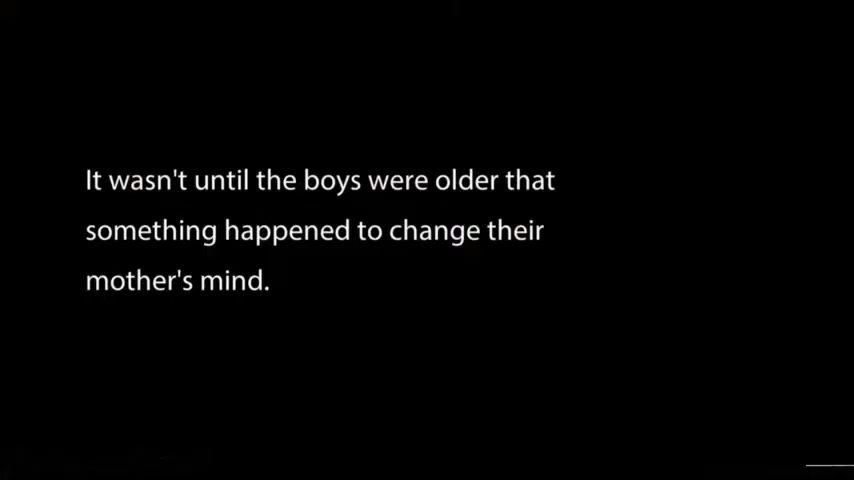 It wasn't until the boys were older that
something happened to change their
mother's mind.